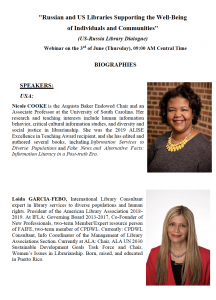 "Russian and US Libraries Supporting the Well-Being
of Individuals and Communities"
(US-Russia Library Dialogue)
Webinar on the 3rd of June (Thursday), 09:00 AM Central Time
BIOGRAPHIES
SPEAKERS:
USA:
Nicole COOKE is the Augusta Baker Endowed Chair and an
Associate Professor at the University of South Carolina. Her
research and teaching interests include human information
behavior, critical cultural information studies, and diversity and
social justice in librarianship. She was the 2019 ALISE
Excellence in Teaching Award recipient, and she has edited and
authored several books, including Information Services to
Diverse Populations and Fake News and Alternative Facts:
Information Literacy in a Post-truth Era.
Loida GARCIA-FEBO, International Library Consultant
expert in library services to diverse populations and human
rights. President of the American Library Association 2018-
2019. At IFLA: Governing Board 2013-2017, Co-Founder of
New Professionals, two-term Member/Expert resource person
of FAIFE, two-term member of CPDWL. Currently: CPDWL
Consultant, Info Coordinator of the Management of Library
Associations Section. Currently at ALA: Chair, ALA UN 2030
Sustainable Development Goals Task Force and Chair,
Women's Issues in Librarianship. Born, raised, and educated
in Puerto Rico.